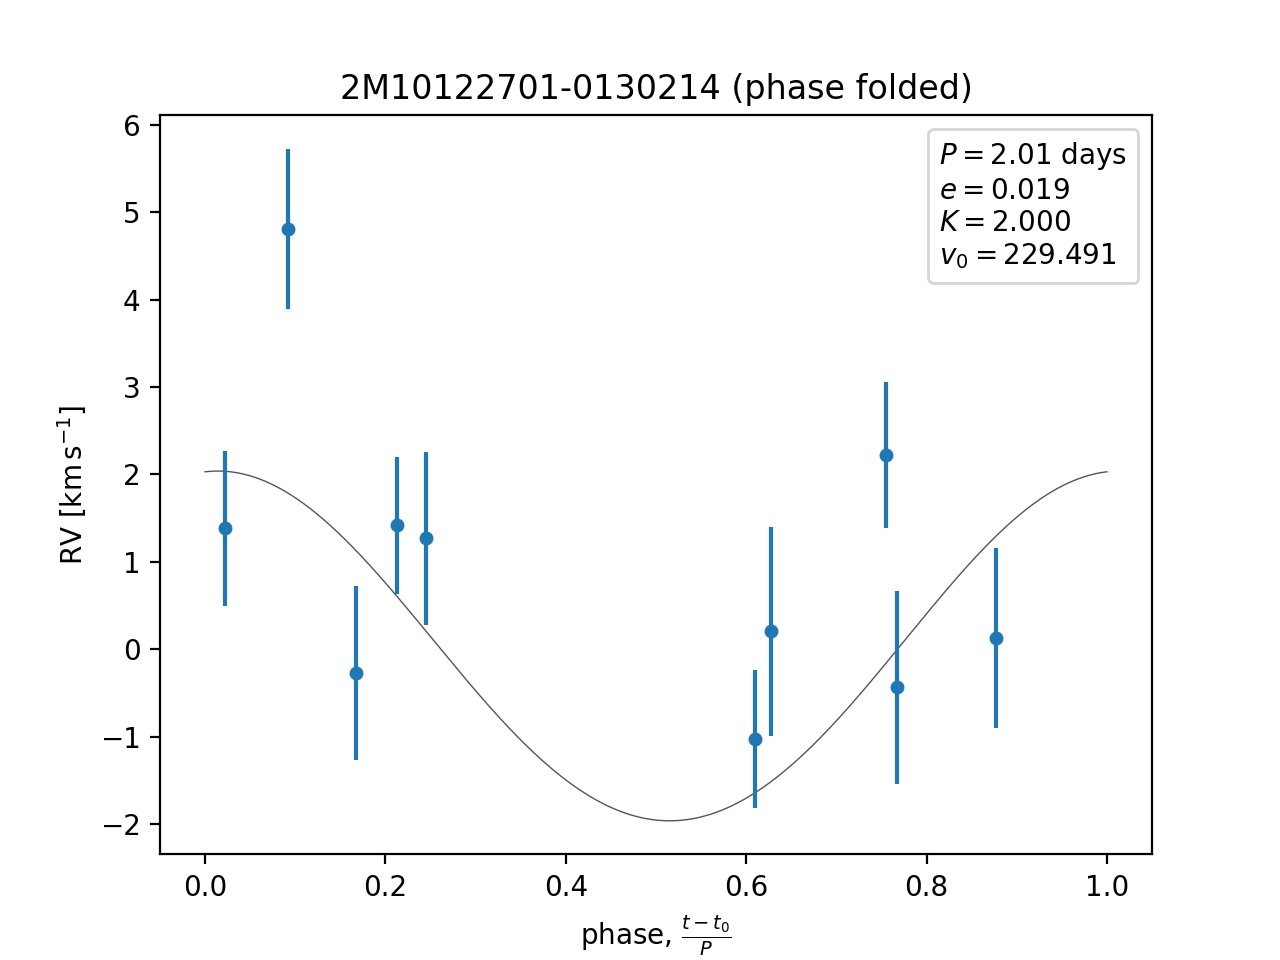 2M10122701-0130214 (phase folded)
P = 2.01 days
e = 0.019
K = 2.000
v₀ = 229.491
RV [km s⁻¹]
6
5
4
3
2
1
0
−1
−2
0.0 0.2 0.4 0.6 0.8 1.0
phase, (t − t₀)/P